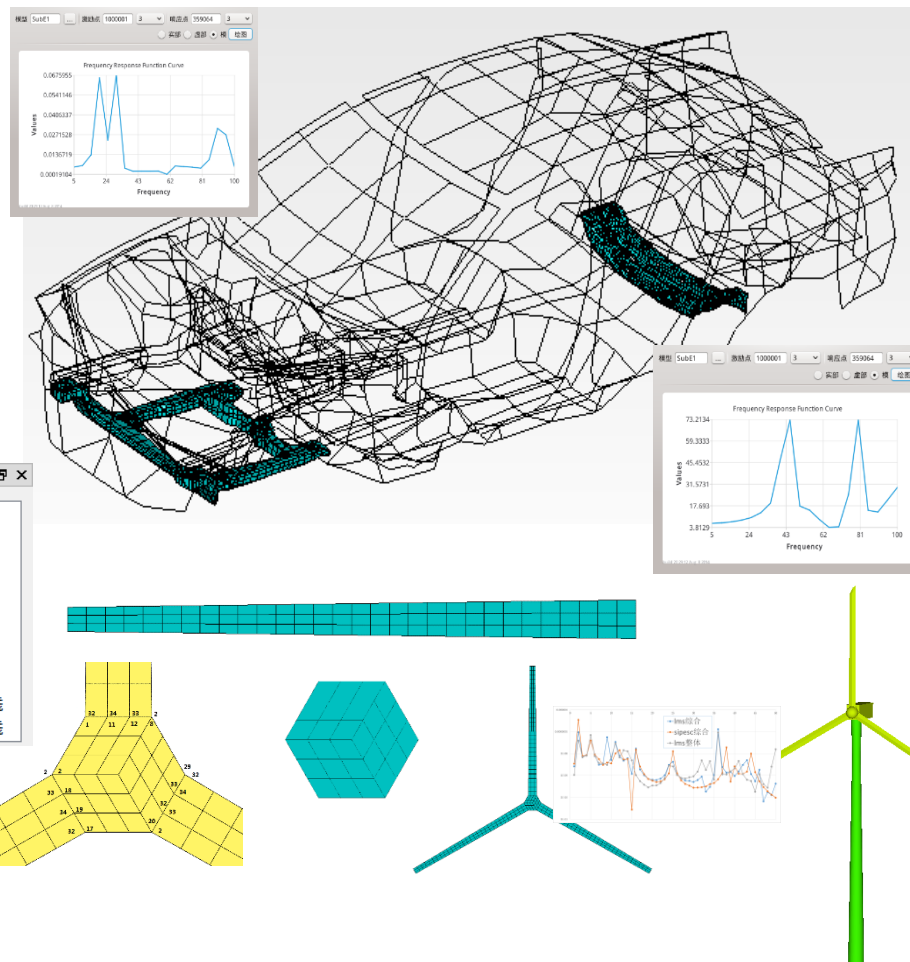 模型 SubE1 ... 激励点 1000001 3 响应点 359064 3
实部 虚部 模 绘图
Frequency Response Function Curve
0.0675955
0.0541146
0.0406337
0.0271528
0.0136719
0.00019104
Values
5 24 43 62 81 100
Frequency
模型 SubE1 ... 激励点 1000001 3 响应点 359064 3
实部 虚部 模 绘图
Frequency Response Function Curve
73.2134
59.3333
45.4532
31.5731
17.693
3.8129
Values
5 24 43 62 81 100
Frequency
32 34 33 2
1 11 12 8
2 2 29
32
33 18 33
34
34 19 32
33
32 17 20 2
lms综合
sipesc综合
lms整体